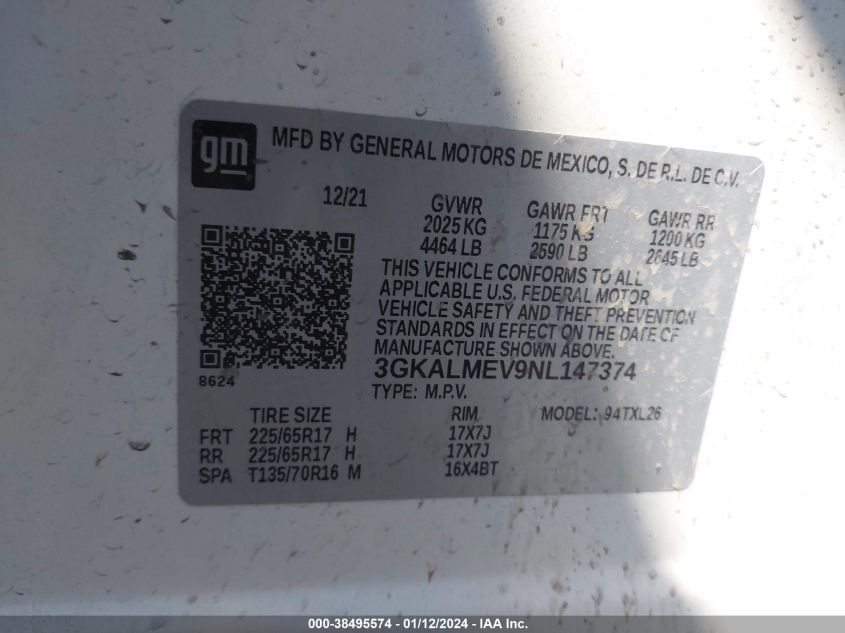 gm
MFD BY GENERAL MOTORS DE MEXICO, S. DE R.L. DE C.V.
12/21 GVWR GAWR FRT GAWR RR
2025 KG 1175 KG 1200 KG
4464 LB 2590 LB 2645 LB
THIS VEHICLE CONFORMS TO ALL
APPLICABLE U.S. FEDERAL MOTOR
VEHICLE SAFETY AND THEFT PREVENTION
STANDARDS IN EFFECT ON THE DATE OF
MANUFACTURE SHOWN ABOVE.
8624 3GKALMEV9NL147374
TYPE: M.P.V.
TIRE SIZE RIM MODEL: 94TXL26
FRT 225/65R17 H 17X7J
RR 225/65R17 H 17X7J
SPA T135/70R16 M 16X4BT
000-38495574 - 01/12/2024 - IAA Inc.